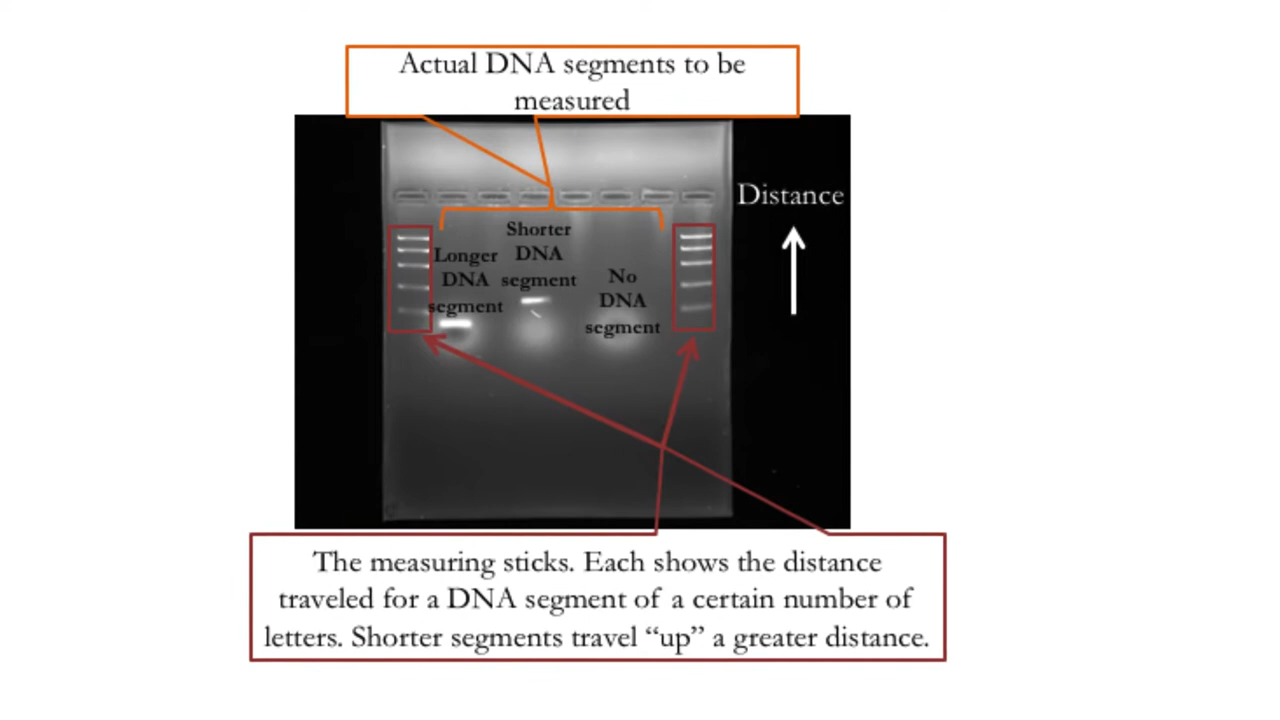 Actual DNA segments to be
measured
Distance
Longer
DNA
segment
Shorter
DNA
segment
No
DNA
segment
The measuring sticks. Each shows the distance
traveled for a DNA segment of a certain number of
letters. Shorter segments travel “up” a greater distance.